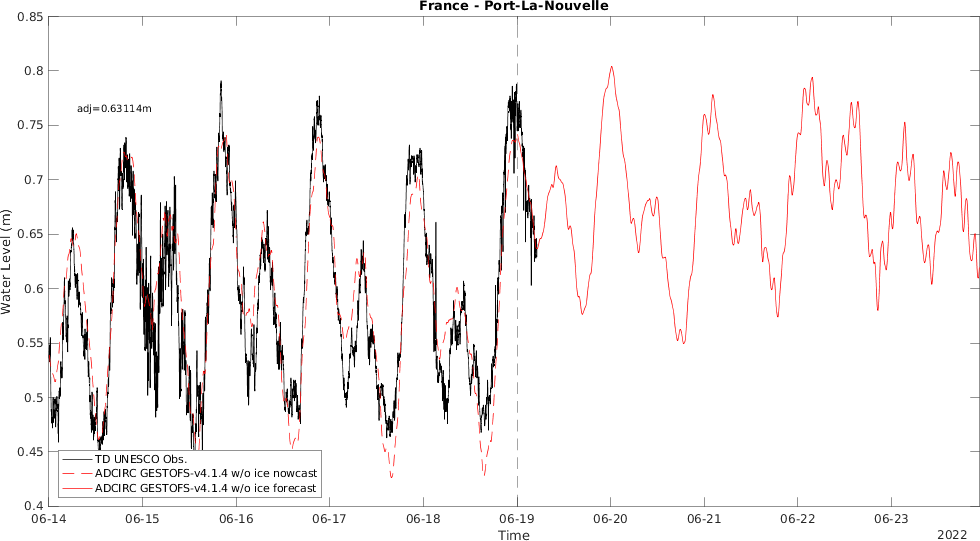 France - Port-La-Nouvelle
0.85
0.8
adj=0.63114m
0.75
0.7
0.65
0.6
0.55
0.5
0.45
0.4
Water Level (m)
TD UNESCO Obs.
ADCIRC GESTOFS-v4.1.4 w/o ice nowcast
ADCIRC GESTOFS-v4.1.4 w/o ice forecast
06-14 06-15 06-16 06-17 06-18 06-19 06-20 06-21 06-22 06-23
Time
2022